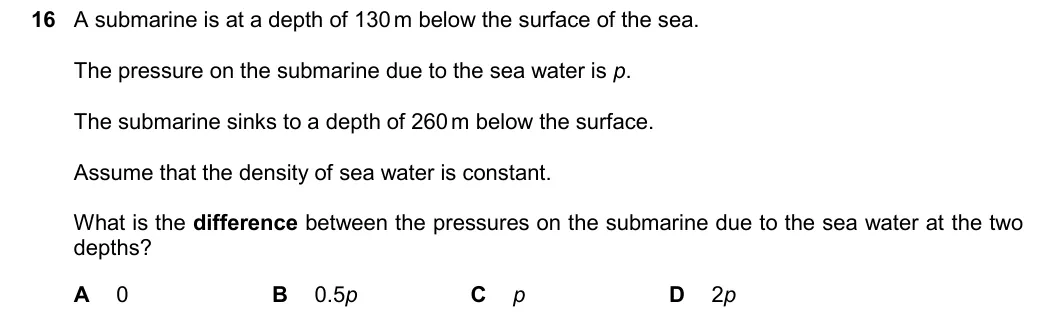 16 A submarine is at a depth of 130 m below the surface of the sea.
The pressure on the submarine due to the sea water is p.
The submarine sinks to a depth of 260 m below the surface.
Assume that the density of sea water is constant.
What is the difference between the pressures on the submarine due to the sea water at the two
depths?
A 0 B 0.5p C p D 2p